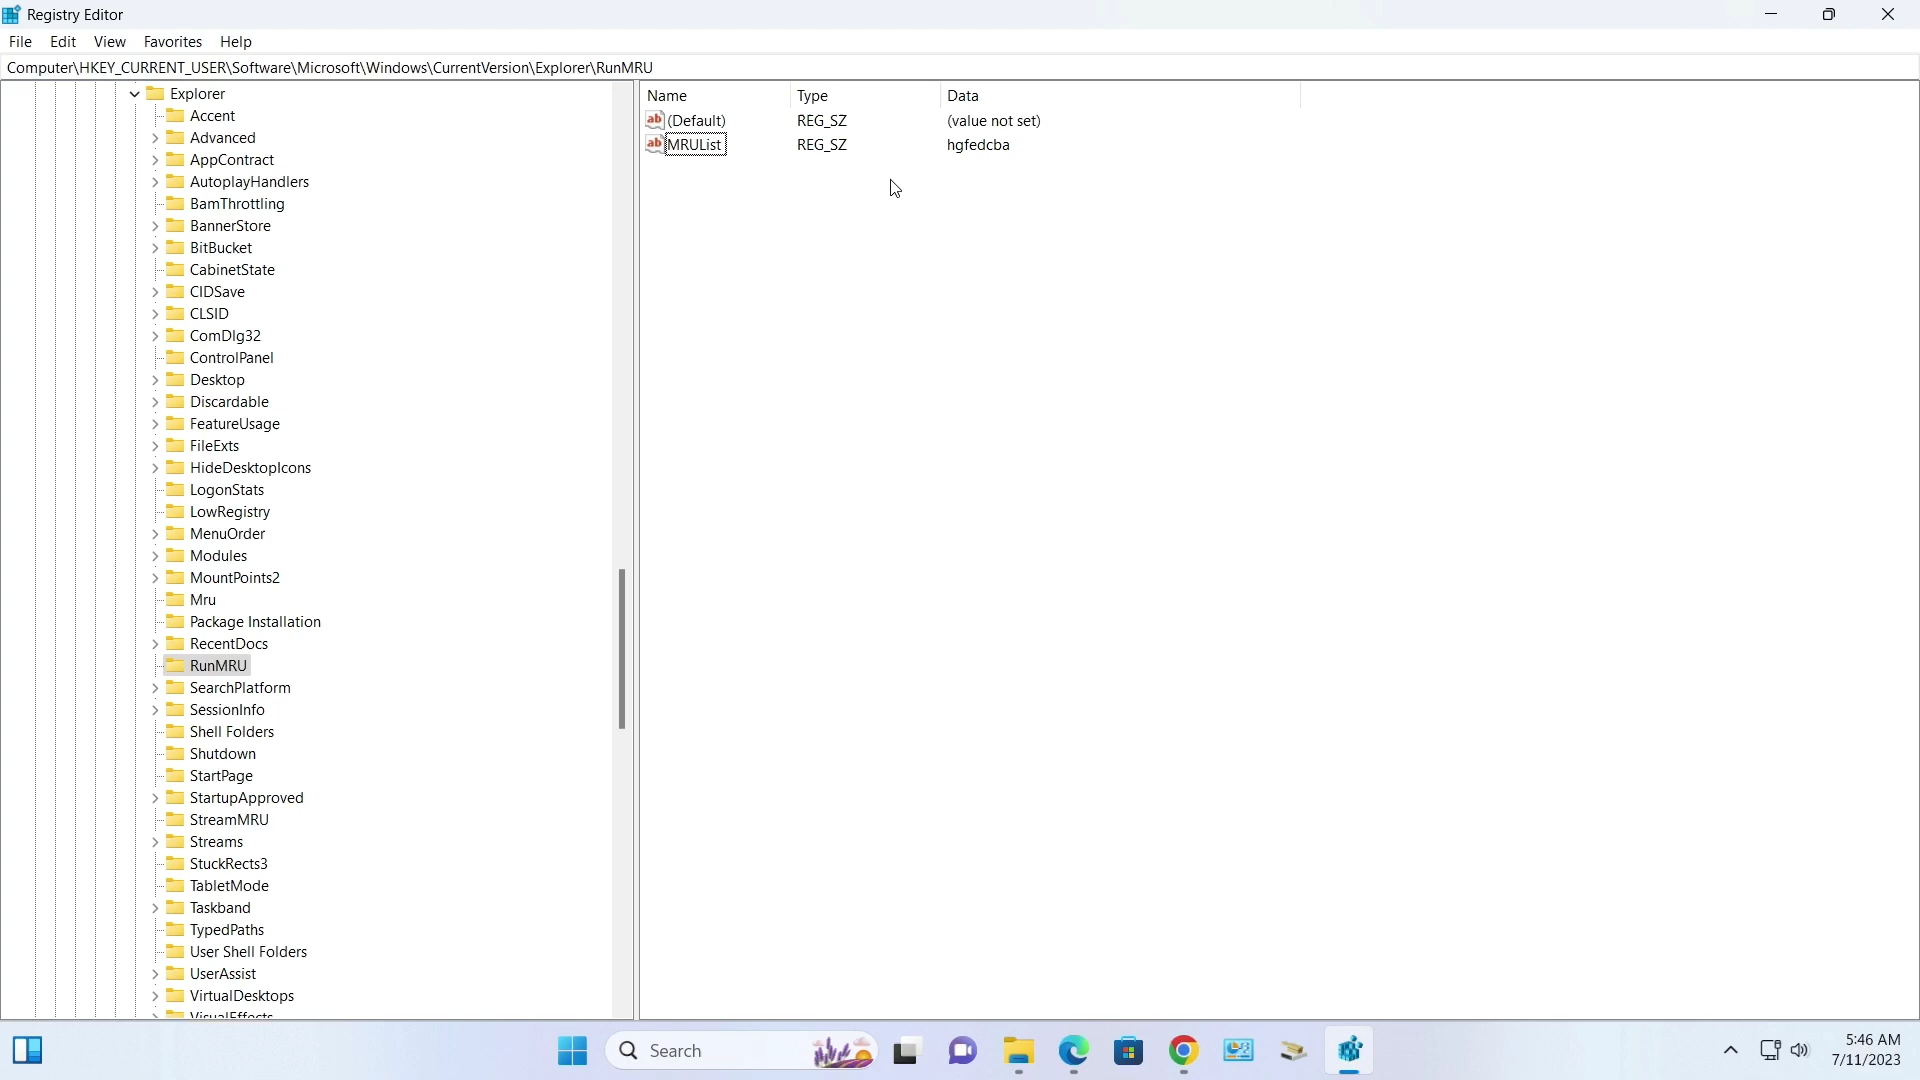 Registry Editor
File Edit View Favorites Help
Computer\HKEY_CURRENT_USER\Software\Microsoft\Windows\CurrentVersion\Explorer\RunMRU
Explorer
Accent
Advanced
AppContract
AutoplayHandlers
BamThrottling
BannerStore
BitBucket
CabinetState
CIDSave
CLSID
ComDlg32
ControlPanel
Desktop
Discardable
FeatureUsage
FileExts
HideDesktopIcons
LogonStats
LowRegistry
MenuOrder
Modules
MountPoints2
Mru
Package Installation
RecentDocs
RunMRU
SearchPlatform
SessionInfo
Shell Folders
Shutdown
StartPage
StartupApproved
StreamMRU
Streams
StuckRects3
TabletMode
Taskband
TypedPaths
User Shell Folders
UserAssist
VirtualDesktops
VisualEffects
Name Type Data
(Default) REG_SZ (value not set)
MRUList REG_SZ hgfedcba
Search
5:46 AM
7/11/2023